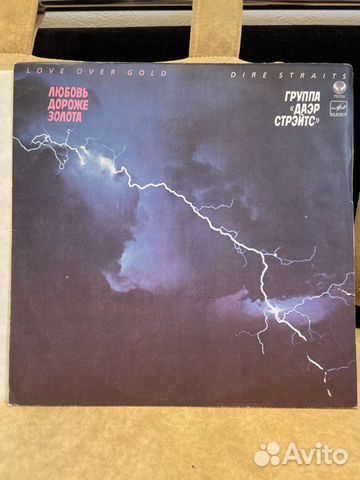 LOVE OVER GOLD
DIRE STRAITS
ЛЮБОВЬ
ДОРОЖЕ
ЗОЛОТА
ГРУППА
«ДАЭР
СТРЭЙТС»
Avito